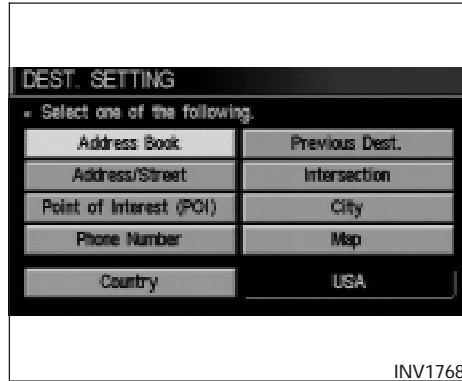 DEST. SETTING
Select one of the following.
Address Book Previous Dest.
Address/Street Intersection
Point of Interest (POI) City
Phone Number Map
Country USA
INV1768